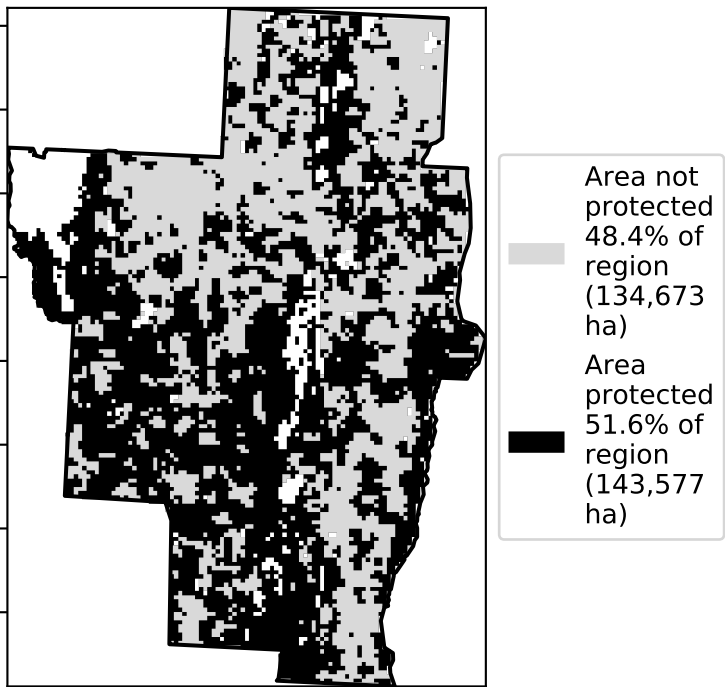 Area not
protected
48.4% of
region
(134,673
ha)
Area
protected
51.6% of
region
(143,577
ha)